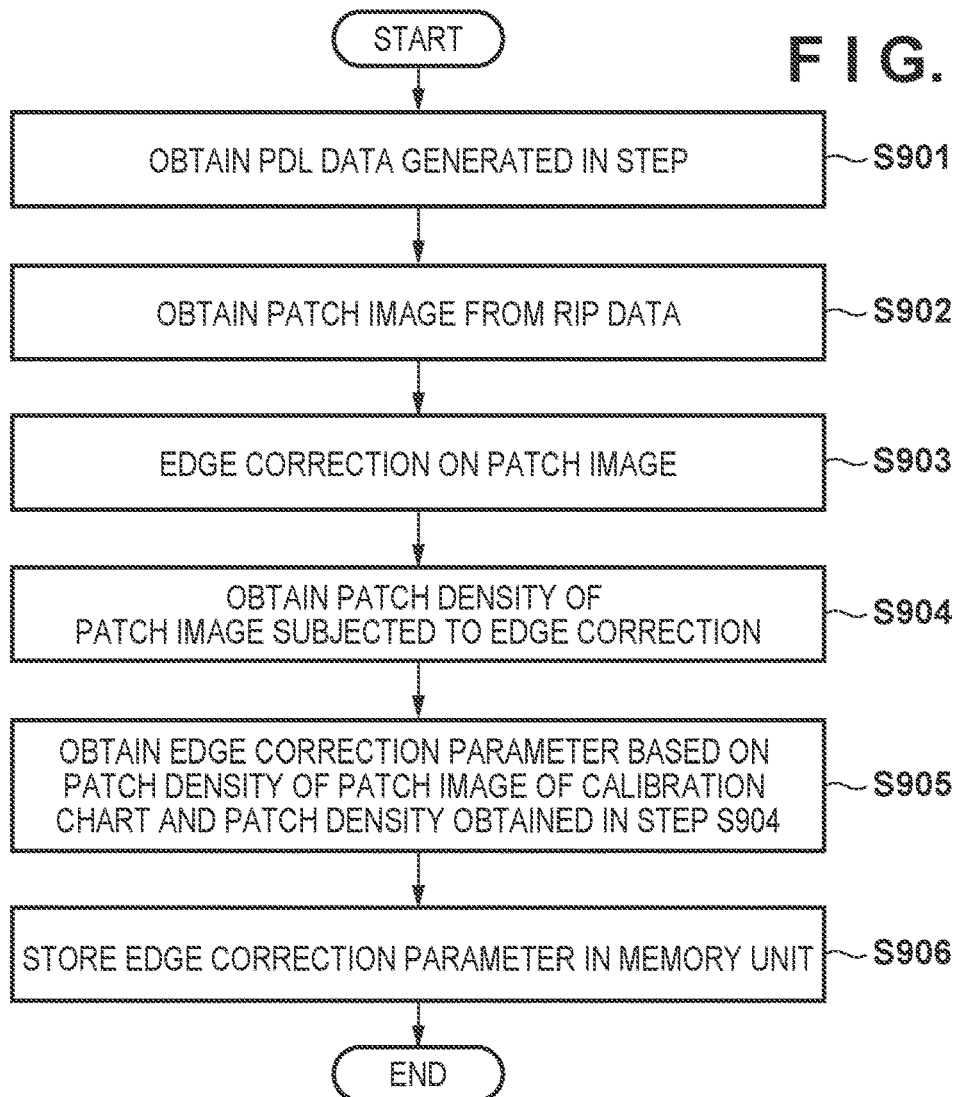 START
F I G.
OBTAIN PDL DATA GENERATED IN STEP
S901
OBTAIN PATCH IMAGE FROM RIP DATA
S902
EDGE CORRECTION ON PATCH IMAGE
S903
OBTAIN PATCH DENSITY OF
PATCH IMAGE SUBJECTED TO EDGE CORRECTION
S904
OBTAIN EDGE CORRECTION PARAMETER BASED ON
PATCH DENSITY OF PATCH IMAGE OF CALIBRATION
CHART AND PATCH DENSITY OBTAINED IN STEP S904
S905
STORE EDGE CORRECTION PARAMETER IN MEMORY UNIT
S906
END